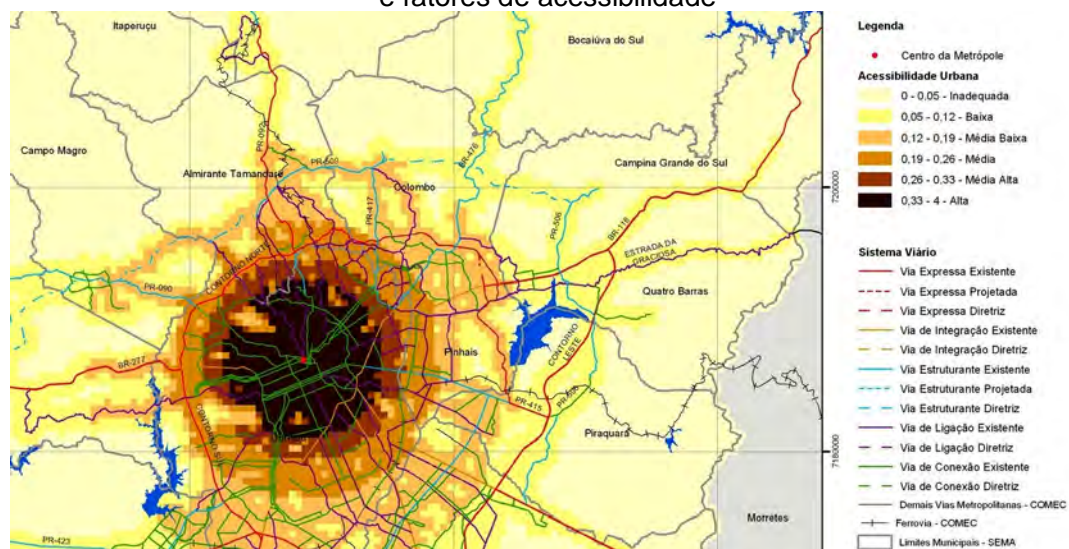 e fatores de acessibilidade
Itaperuçu
Bocaiúva do Sul
Campo Magro
PR-092
BR-476
PR-509
Almirante Tamandaré
Colombo
PR-417
Campina Grande do Sul
PR-506
BR-116
ESTRADA DA
GRACIOSA
CONTORNO NORTE
PR-090
Quatro Barras
BR-277
Pinhais
CONTORNO
LESTE
PR-415
PR-506
CONTORNO SUL
Piraquara
Morretes
PR-423
7200000
7180000
Legenda
Centro da Metrópole
Acessibilidade Urbana
0 - 0,05 - Inadequada
0,05 - 0,12 - Baixa
0,12 - 0,19 - Média Baixa
0,19 - 0,26 - Média
0,26 - 0,33 - Média Alta
0,33 - 4 - Alta
Sistema Viário
Via Expressa Existente
Via Expressa Projetada
Via Expressa Diretriz
Via de Integração Existente
Via de Integração Diretriz
Via Estruturante Existente
Via Estruturante Projetada
Via Estruturante Diretriz
Via de Ligação Existente
Via de Ligação Diretriz
Via de Conexão Existente
Via de Conexão Diretriz
Demais Vias Metropolitanas - COMEC
Ferrovia - COMEC
Limites Municipais - SEMA